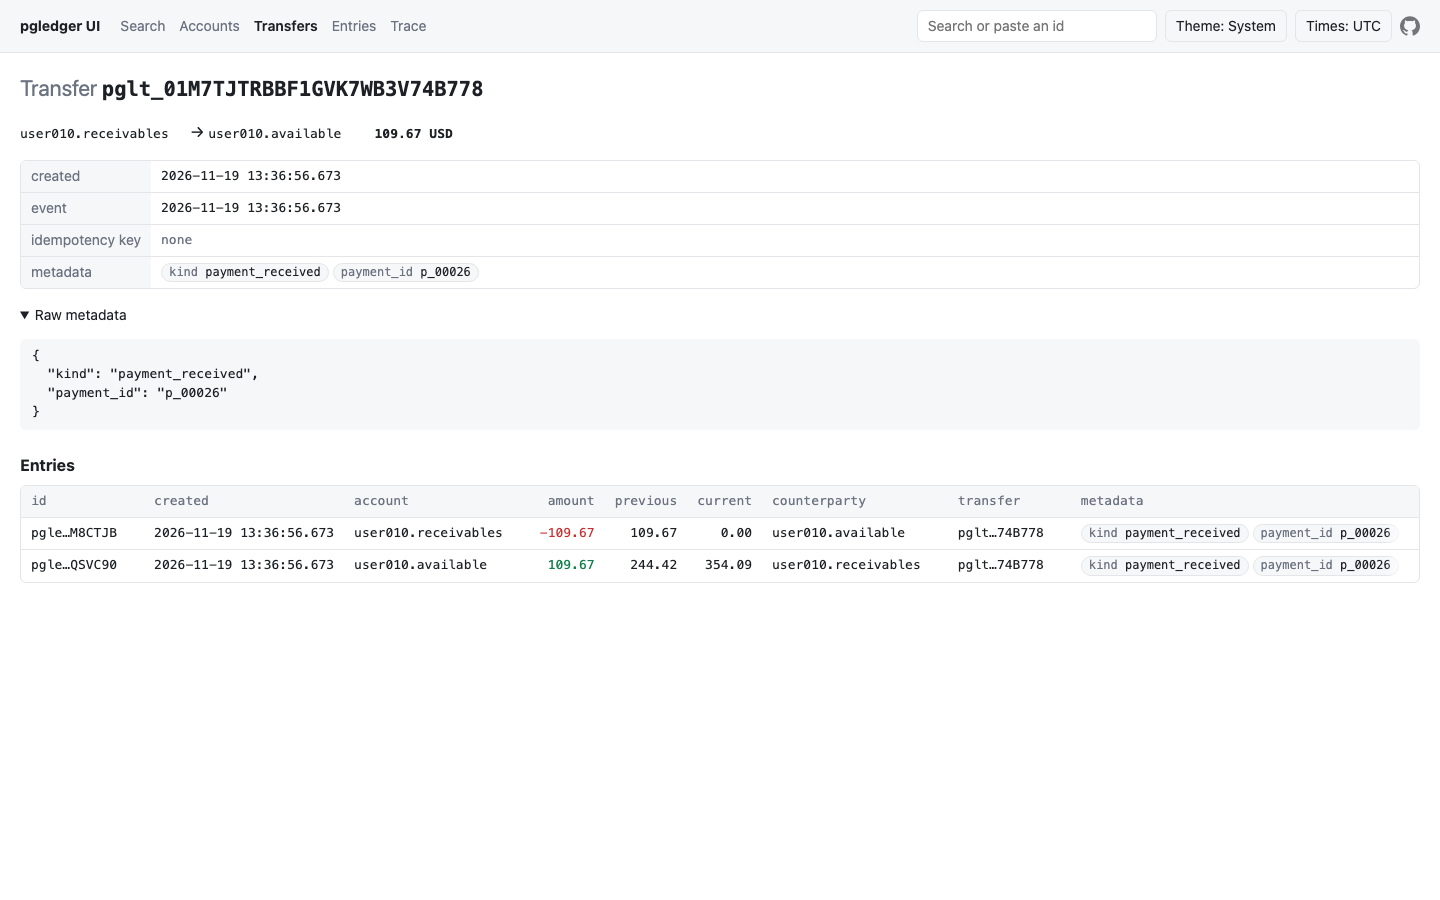 pgledger UI Search Accounts Transfers Entries Trace Search or paste an id Theme: System Times: UTC
Transfer pglt_01M7TJTRBBF1GVK7WB3V74B778
user010.receivables → user010.available 109.67 USD
created 2026-11-19 13:36:56.673
event 2026-11-19 13:36:56.673
idempotency key none
metadata kind payment_received payment_id p_00026
▼ Raw metadata
{
"kind": "payment_received",
"payment_id": "p_00026"
}
Entries
id created account amount previous current counterparty transfer metadata
pgle…M8CTJB 2026-11-19 13:36:56.673 user010.receivables -109.67 109.67 0.00 user010.available pglt…74B778 kind payment_received payment_id p_00026
pgle…QSVC90 2026-11-19 13:36:56.673 user010.available 109.67 244.42 354.09 user010.receivables pglt…74B778 kind payment_received payment_id p_00026